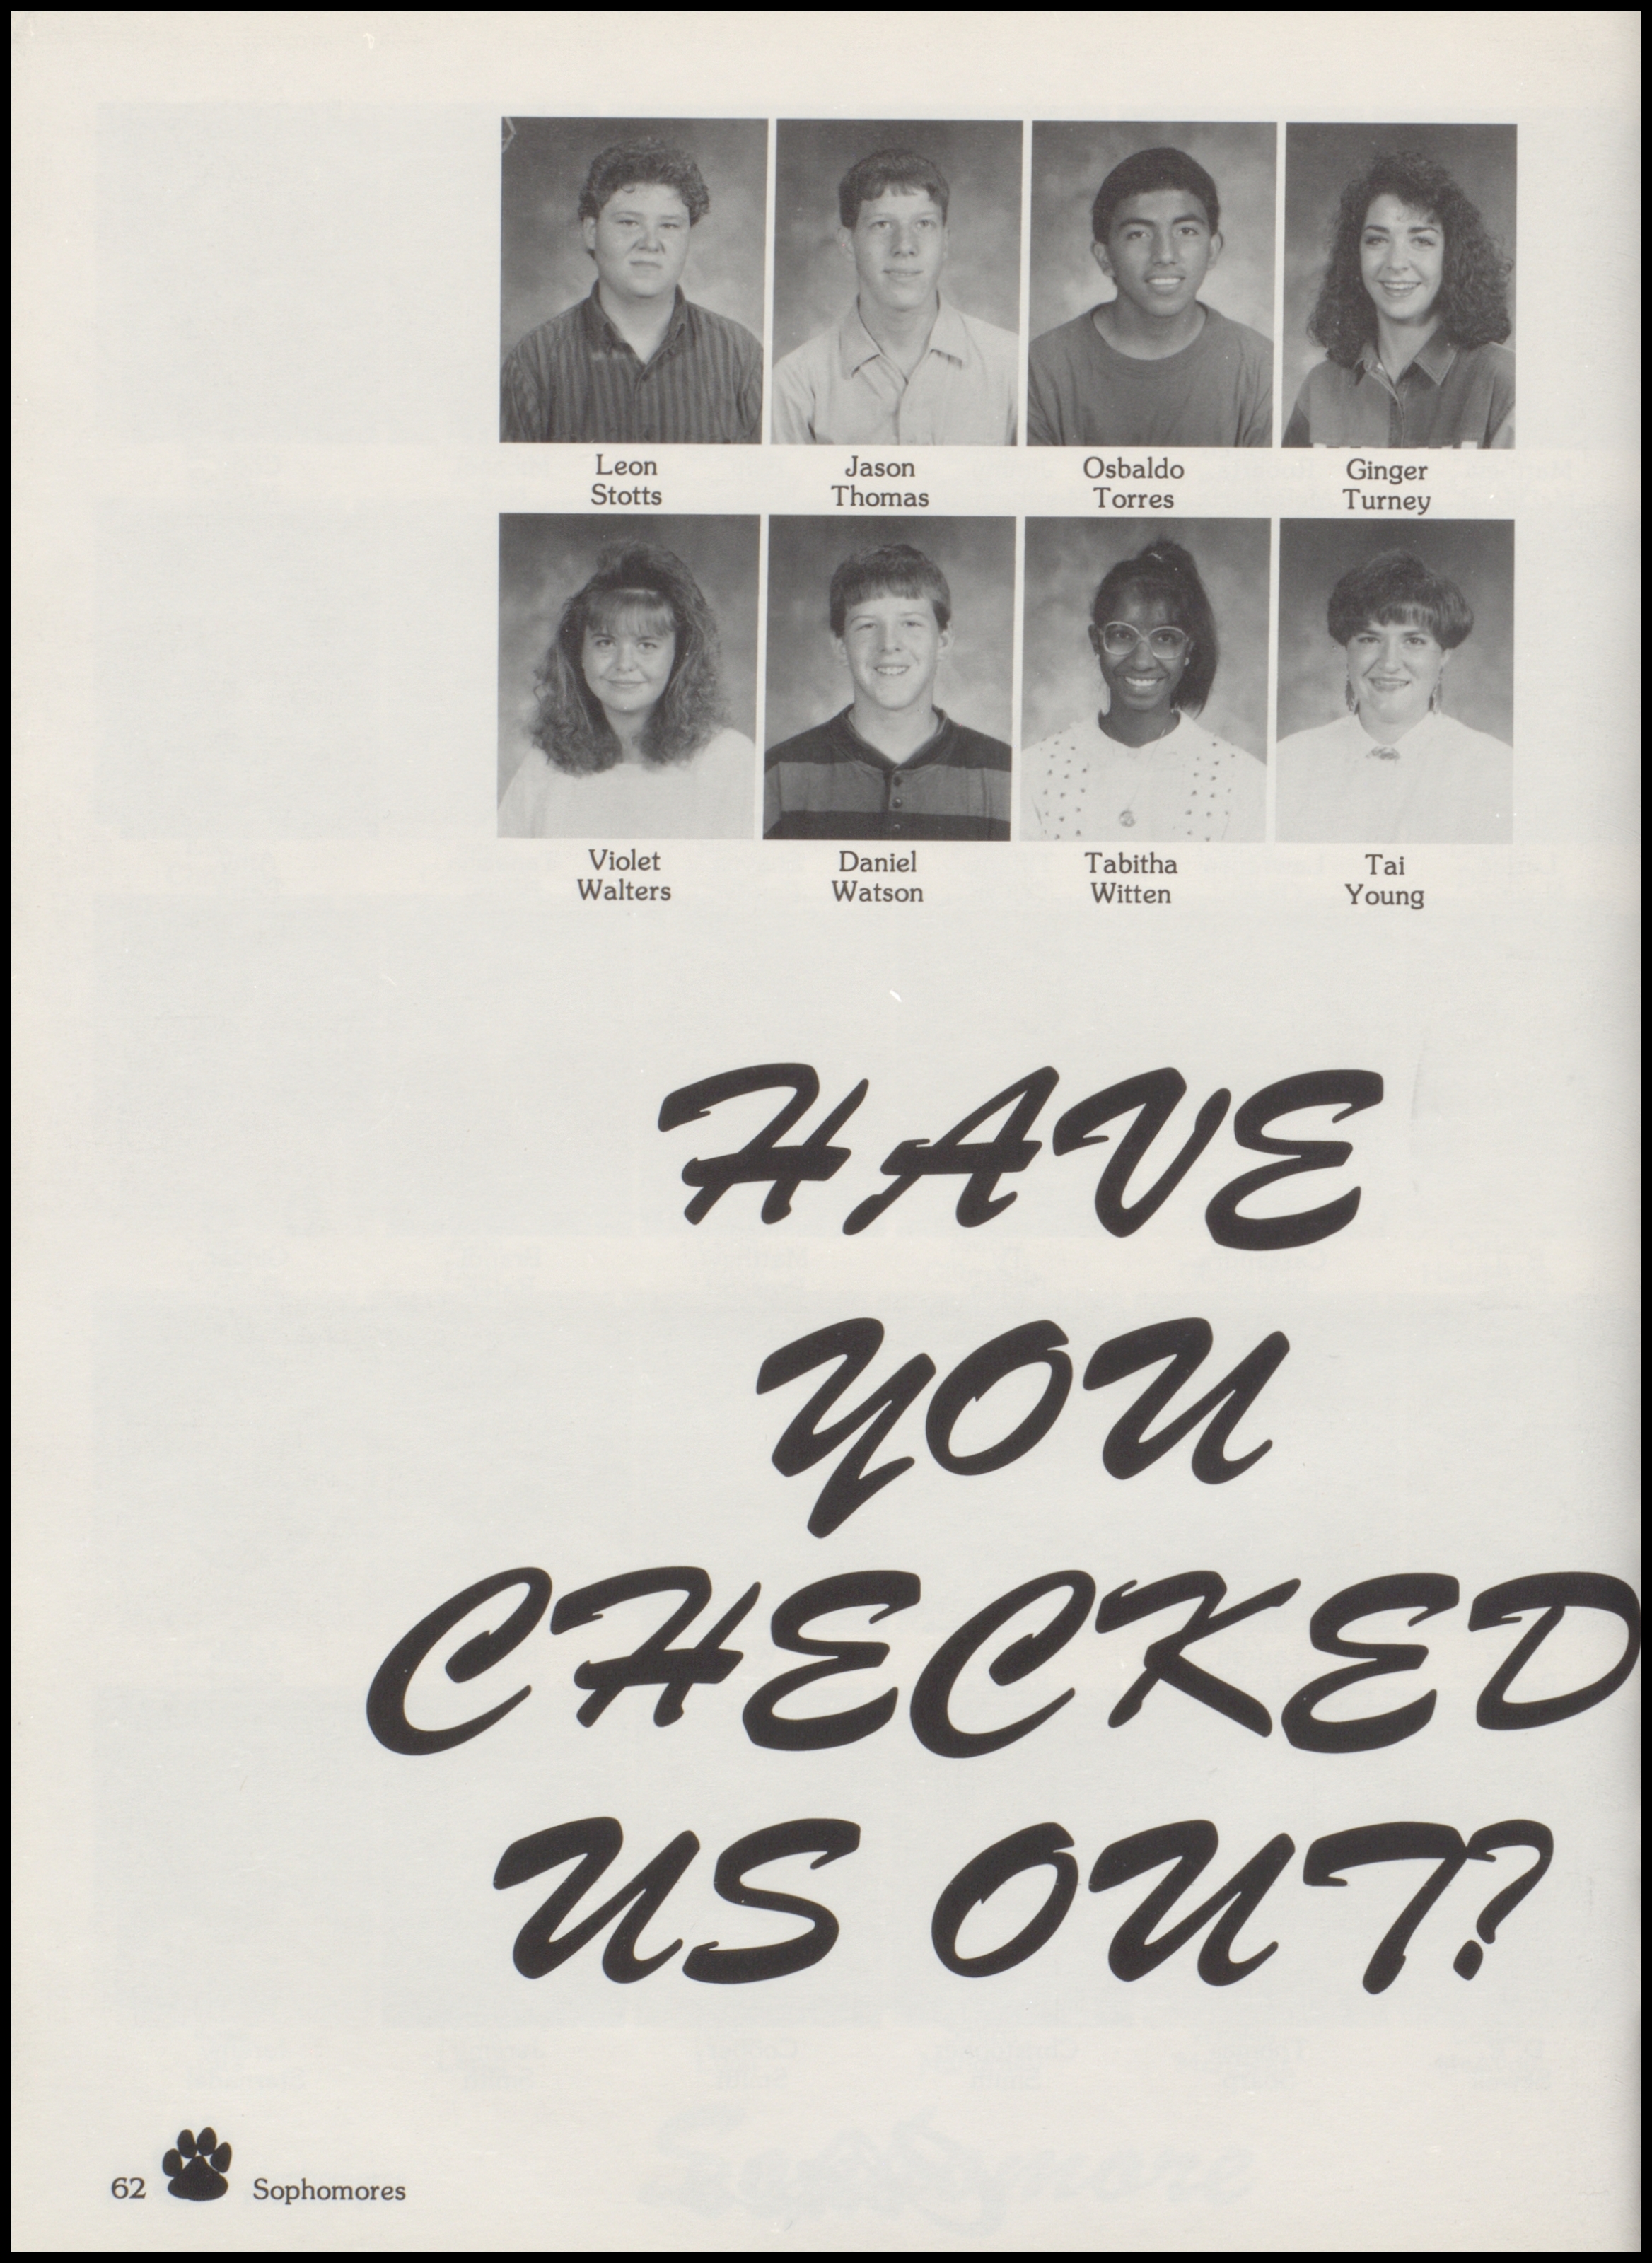 Leon
Stotts
Jason
Thomas
Osbaldo
Torres
Ginger
Turney
Violet
Walters
Daniel
Watson
Tabitha
Witten
Tai
Young
HAVE
YOU
CHECKED
US OUT?
62 Sophomores